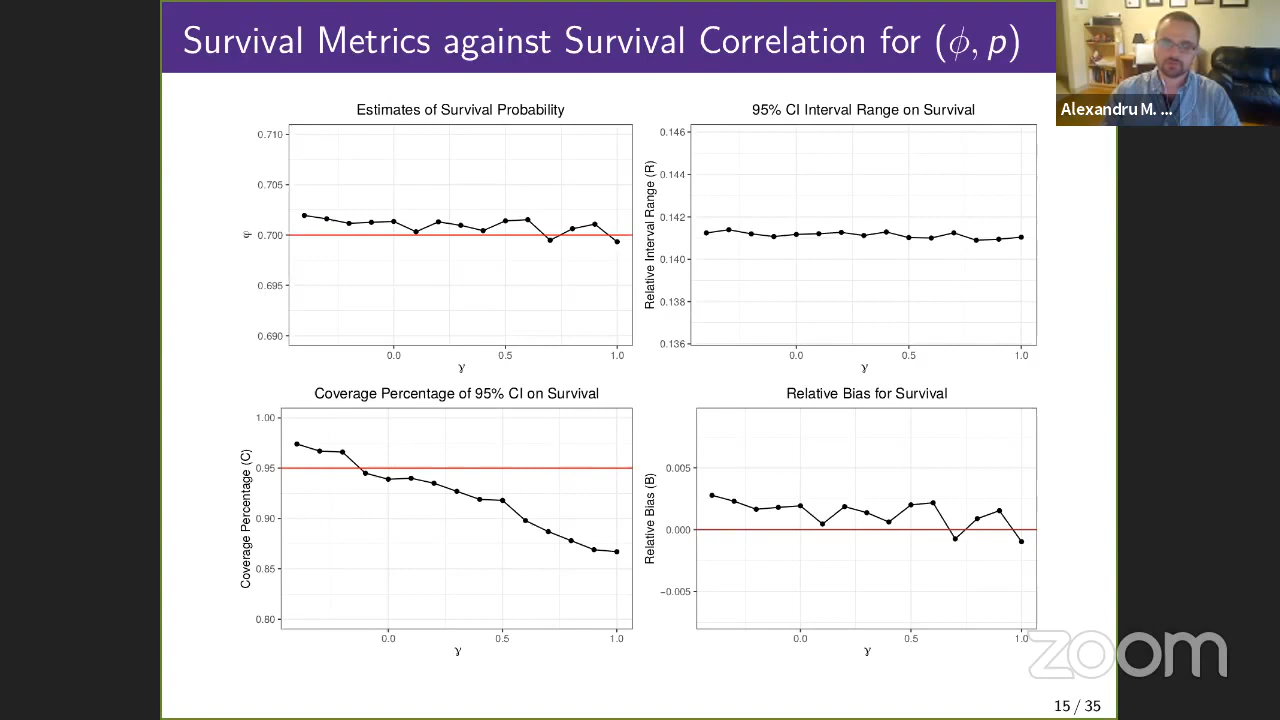 Survival Metrics against Survival Correlation for (ϕ, p)
Alexandru M. ...
Estimates of Survival Probability
0.710
0.705
0.700
0.695
0.690
φ
0.0 0.5 1.0
γ
95% CI Interval Range on Survival
0.146
0.144
0.142
0.140
0.138
0.136
Relative Interval Range (R)
0.0 0.5 1.0
γ
Coverage Percentage of 95% CI on Survival
1.00
0.95
0.90
0.85
0.80
Coverage Percentage (C)
0.0 0.5 1.0
γ
Relative Bias for Survival
0.005
0.000
−0.005
Relative Bias (B)
0.0 0.5 1.0
γ
zoom
15 / 35